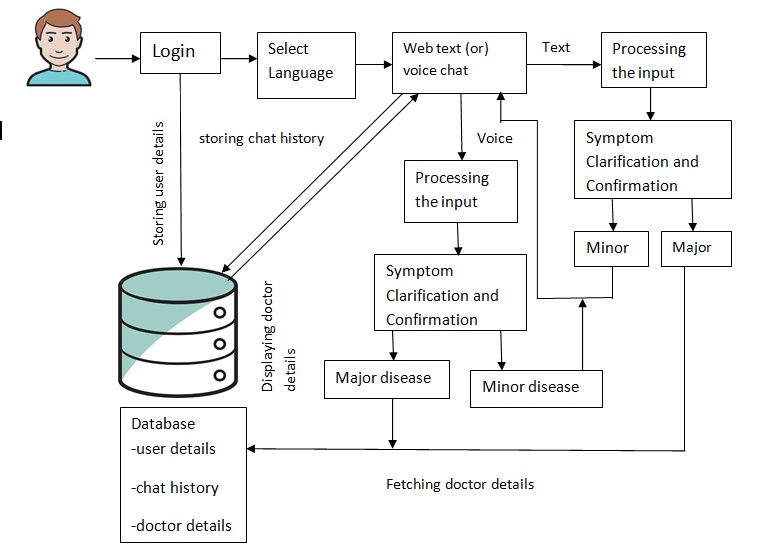 Login
Select
Language
Web text (or)
voice chat
Text
Processing
the input
storing chat history
Voice
Symptom
Clarification and
Confirmation
Storing user details
Processing
the input
Minor
Major
Symptom
Clarification and
Confirmation
Displaying doctor
details
Major disease
Minor disease
Database
-user details
-chat history
-doctor details
Fetching doctor details